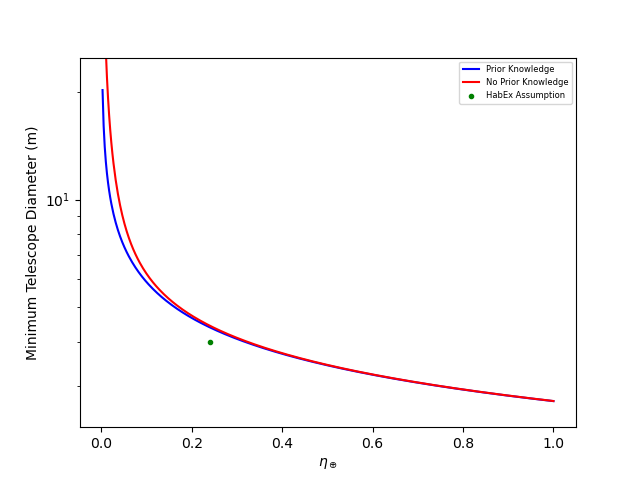 Prior Knowledge
No Prior Knowledge
HabEx Assumption
Minimum Telescope Diameter (m)
10¹
0.0 0.2 0.4 0.6 0.8 1.0
η⊕